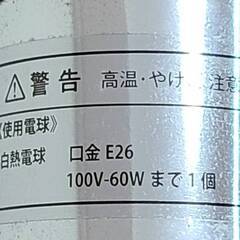 ⚠警告 高温・やけ 注意
《使用電球》
白熱電球 口金 E26
100V-60W まで 1 個